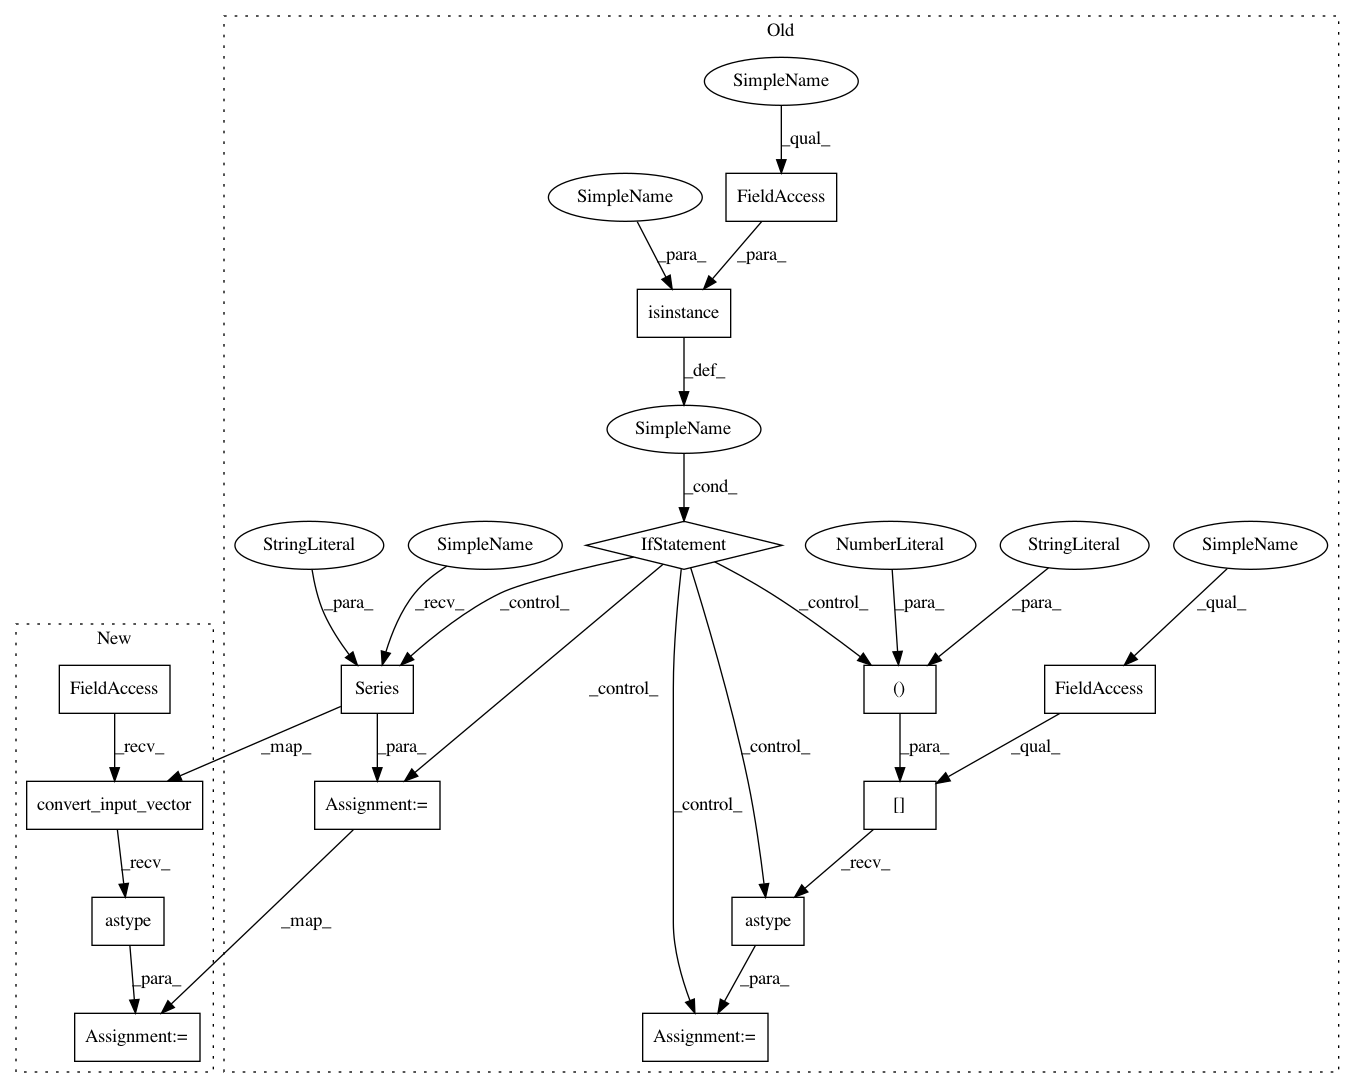 Old
SimpleName
_qual_
SimpleName
FieldAccess
_para_
_para_
isinstance
_def_
SimpleName
_cond_
StringLiteral
SimpleName
IfStatement
NumberLiteral
StringLiteral
SimpleName
_para_
_recv_
_control_
_control_
_para_
_para_
_qual_
New
FieldAccess
Series
()
FieldAccess
_control_
_recv_
_map_
_para_
_control_
_para_
_qual_
convert_input_vector
Assignment:=
_control_
[]
_recv_
_recv_
astype
_map_
astype
_para_
_para_
Assignment:=
Assignment:=